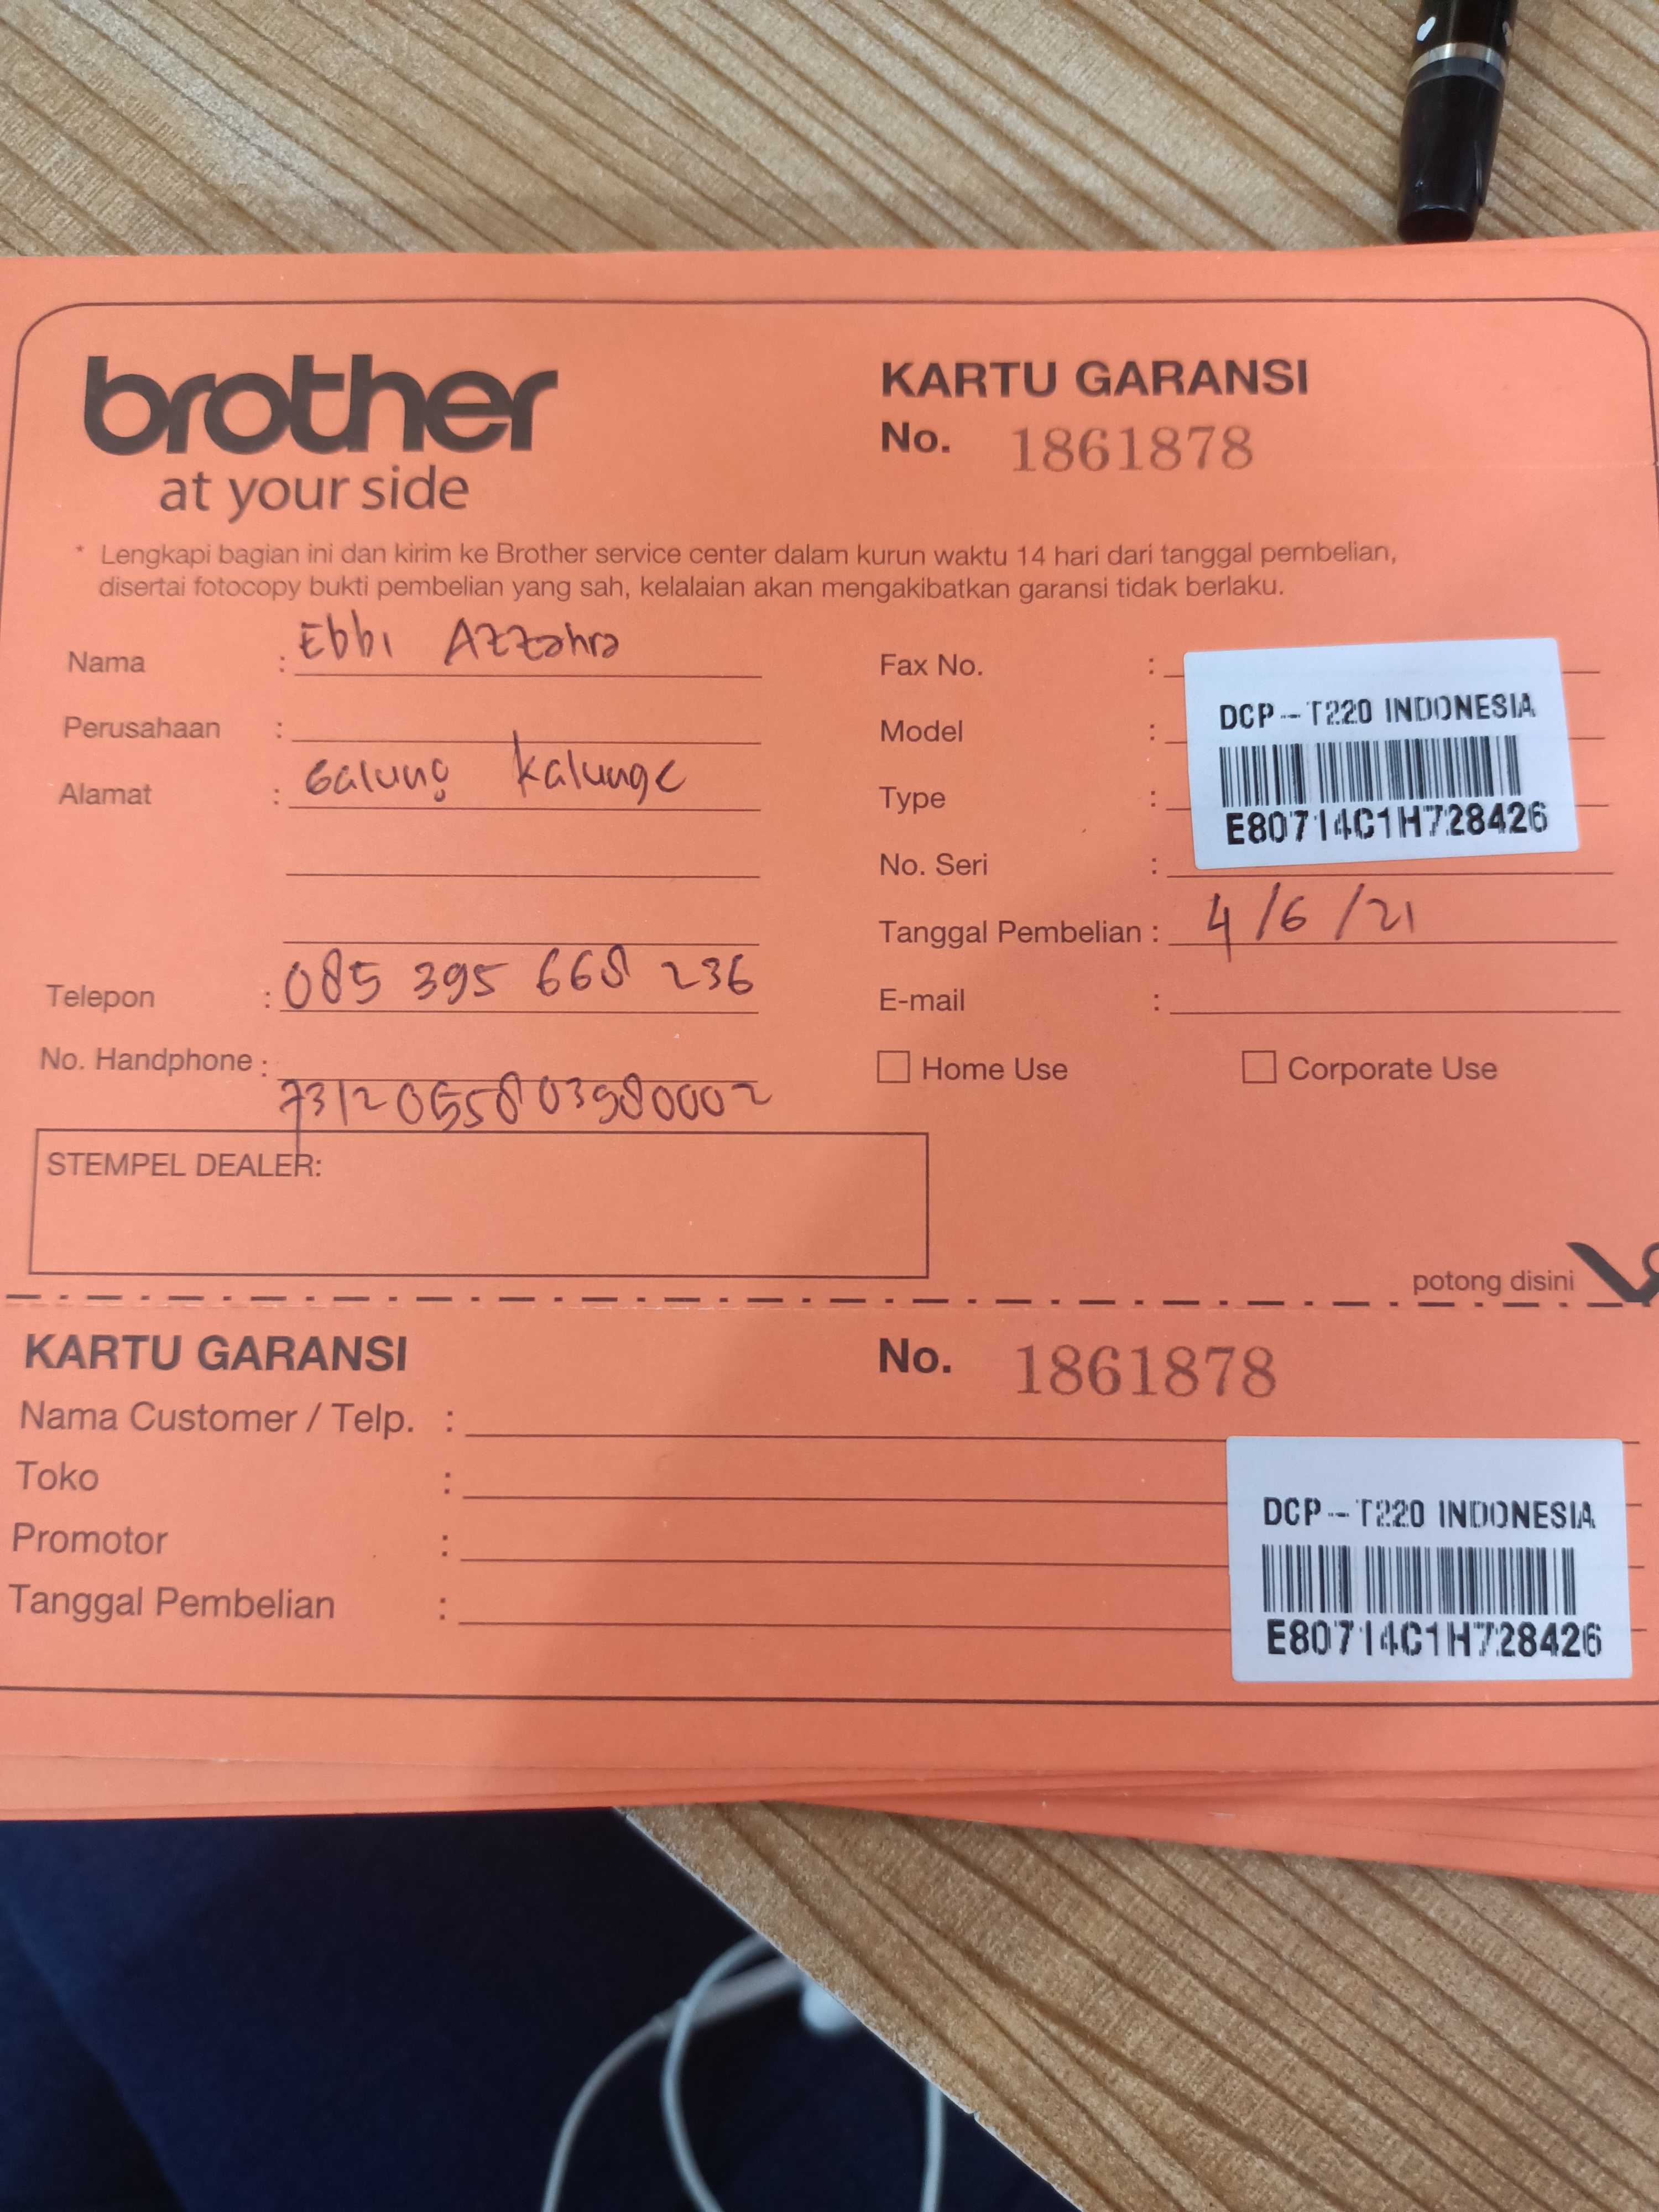 brother
at your side
KARTU GARANSI
No. 1861878
* Lengkapi bagian ini dan kirim ke Brother service center dalam kurun waktu 14 hari dari tanggal pembelian,
disertai fotocopy bukti pembelian yang sah, kelalaian akan mengakibatkan garansi tidak berlaku.
Nama : Ebbi Azzahra
Perusahaan :
Alamat : Galung Kalunge
Telepon : 085 395 668 236
No. Handphone :
7312055803980002
STEMPEL DEALER:
Fax No. :
Model :
Type :
No. Seri :
DCP-T220 INDONESIA
E80714C1H728426
Tanggal Pembelian : 4/6/21
E-mail :
Home Use Corporate Use
potong disini
KARTU GARANSI No. 1861878
Nama Customer / Telp. :
Toko :
Promotor :
Tanggal Pembelian :
DCP-T220 INDONESIA
E80714C1H728426